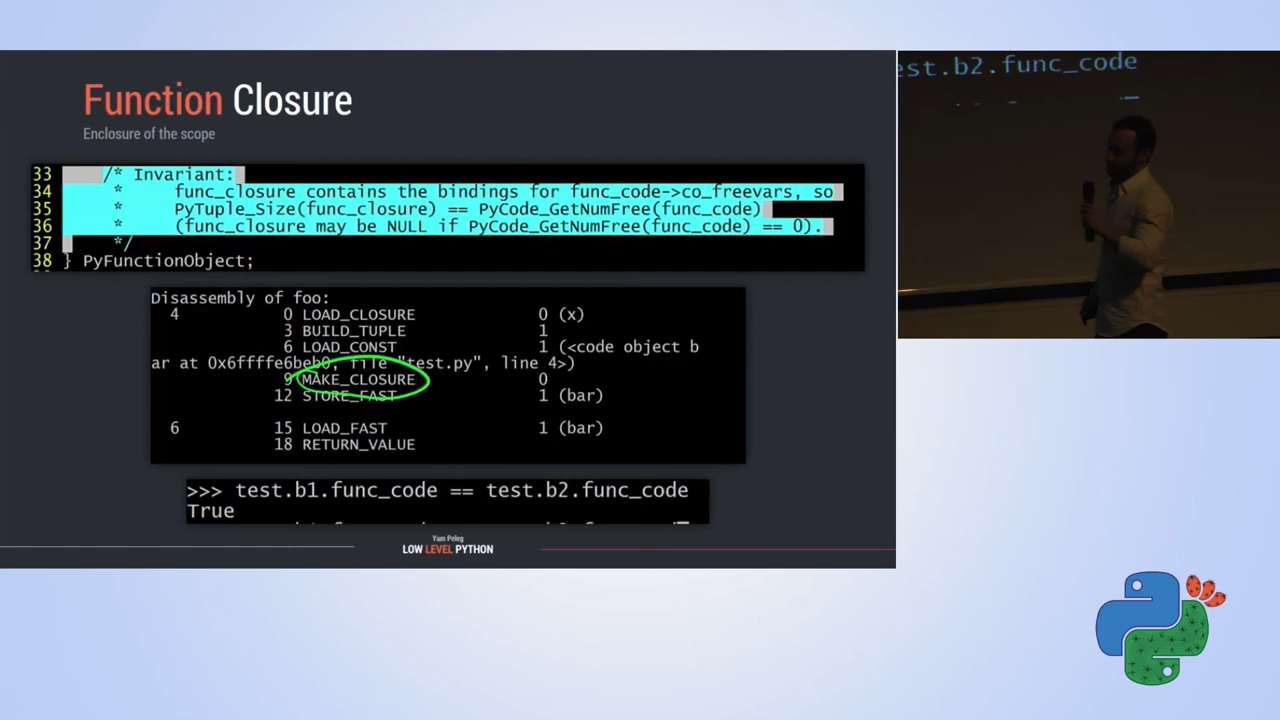 Function Closure
Enclosure of the scope
33 /* Invariant:
34 * func_closure contains the bindings for func_code->co_freevars, so
35 * PyTuple_Size(func_closure) == PyCode_GetNumFree(func_code)
36 * (func_closure may be NULL if PyCode_GetNumFree(func_code) == 0).
37 */
38 } PyFunctionObject;
Disassembly of foo:
4 0 LOAD_CLOSURE 0 (x)
3 BUILD_TUPLE 1
6 LOAD_CONST 1 (<code object b
ar at 0x6ffffe6beb0, file "test.py", line 4>)
9 MAKE_CLOSURE 0
12 STORE_FAST 1 (bar)
6 15 LOAD_FAST 1 (bar)
18 RETURN_VALUE
>>> test.b1.func_code == test.b2.func_code
True
Yam Peleg
LOW LEVEL PYTHON
est.b2.func_code